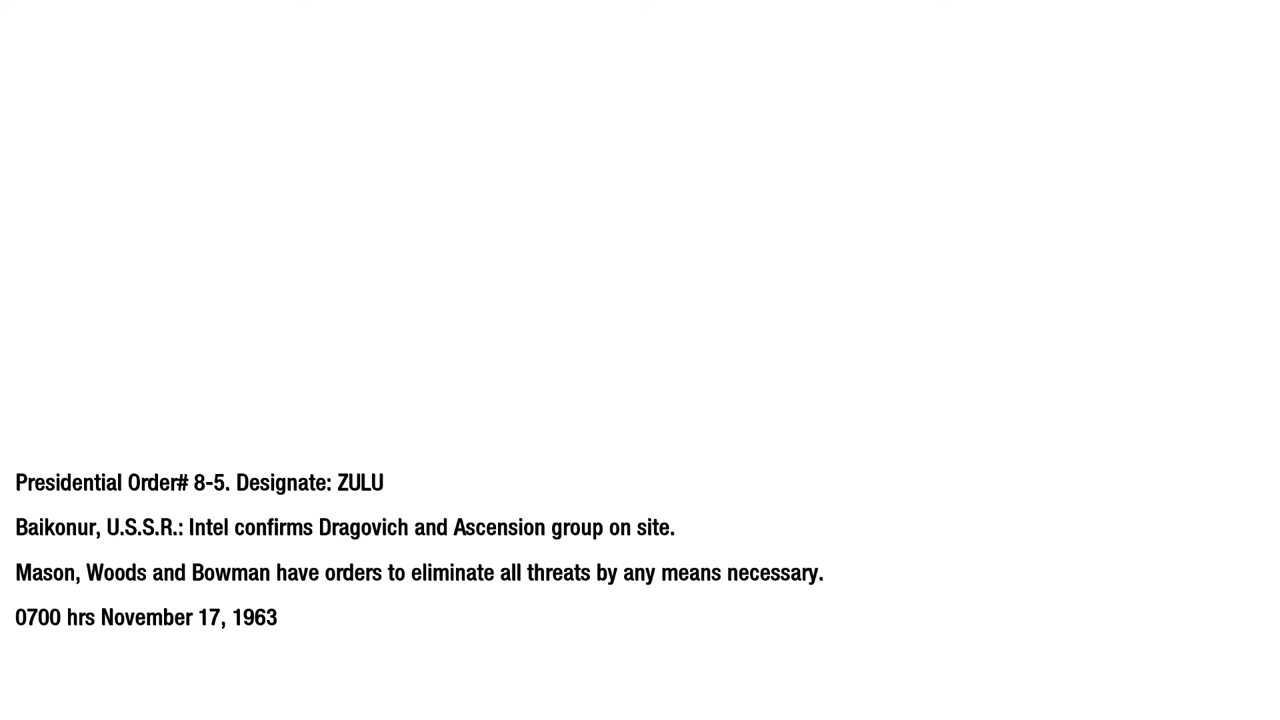 Presidential Order# 8-5. Designate: ZULU
Baikonur, U.S.S.R.: Intel confirms Dragovich and Ascension group on site.
Mason, Woods and Bowman have orders to eliminate all threats by any means necessary.
0700 hrs November 17, 1963